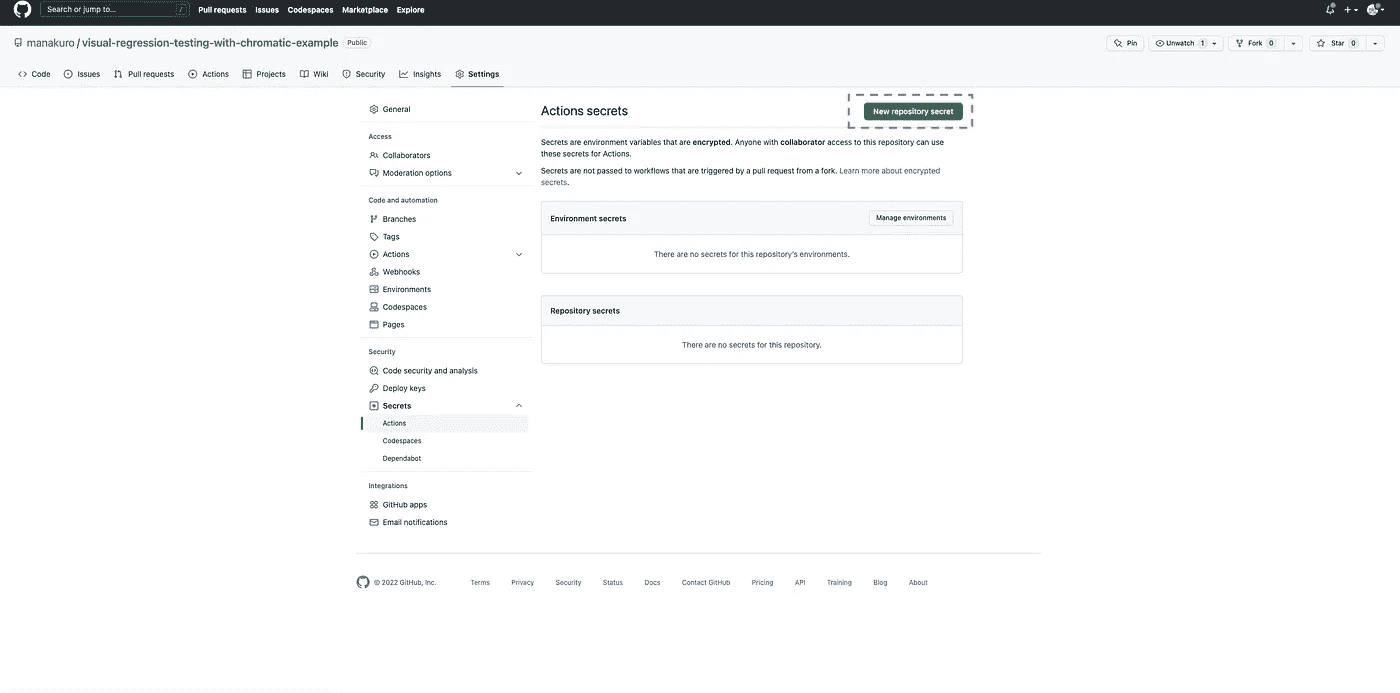 Search or jump to... / Pull requests Issues Codespaces Marketplace Explore
manakuro / visual-regression-testing-with-chromatic-example Public Pin Unwatch 1 Fork 0 Star 0
Code Issues Pull requests Actions Projects Wiki Security Insights Settings
General
Access
Collaborators
Moderation options
Code and automation
Branches
Tags
Actions
Webhooks
Environments
Codespaces
Pages
Security
Code security and analysis
Deploy keys
Secrets
Actions
Codespaces
Dependabot
Integrations
GitHub apps
Email notifications
Actions secrets New repository secret
Secrets are environment variables that are encrypted. Anyone with collaborator access to this repository can use
these secrets for Actions.
Secrets are not passed to workflows that are triggered by a pull request from a fork. Learn more about encrypted
secrets.
Environment secrets Manage environments
There are no secrets for this repository's environments.
Repository secrets
There are no secrets for this repository.
© 2022 GitHub, Inc. Terms Privacy Security Status Docs Contact GitHub Pricing API Training Blog About